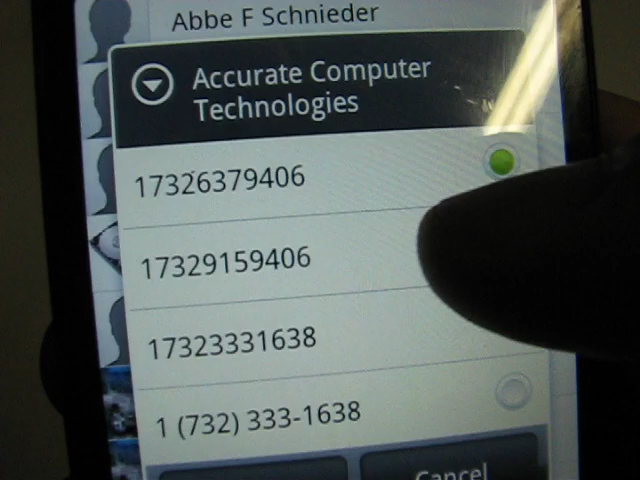 Abbe F Schnieder
Accurate Computer
Technologies
17326379406
17329159406
17323331638
1 (732) 333-1638
Cancel